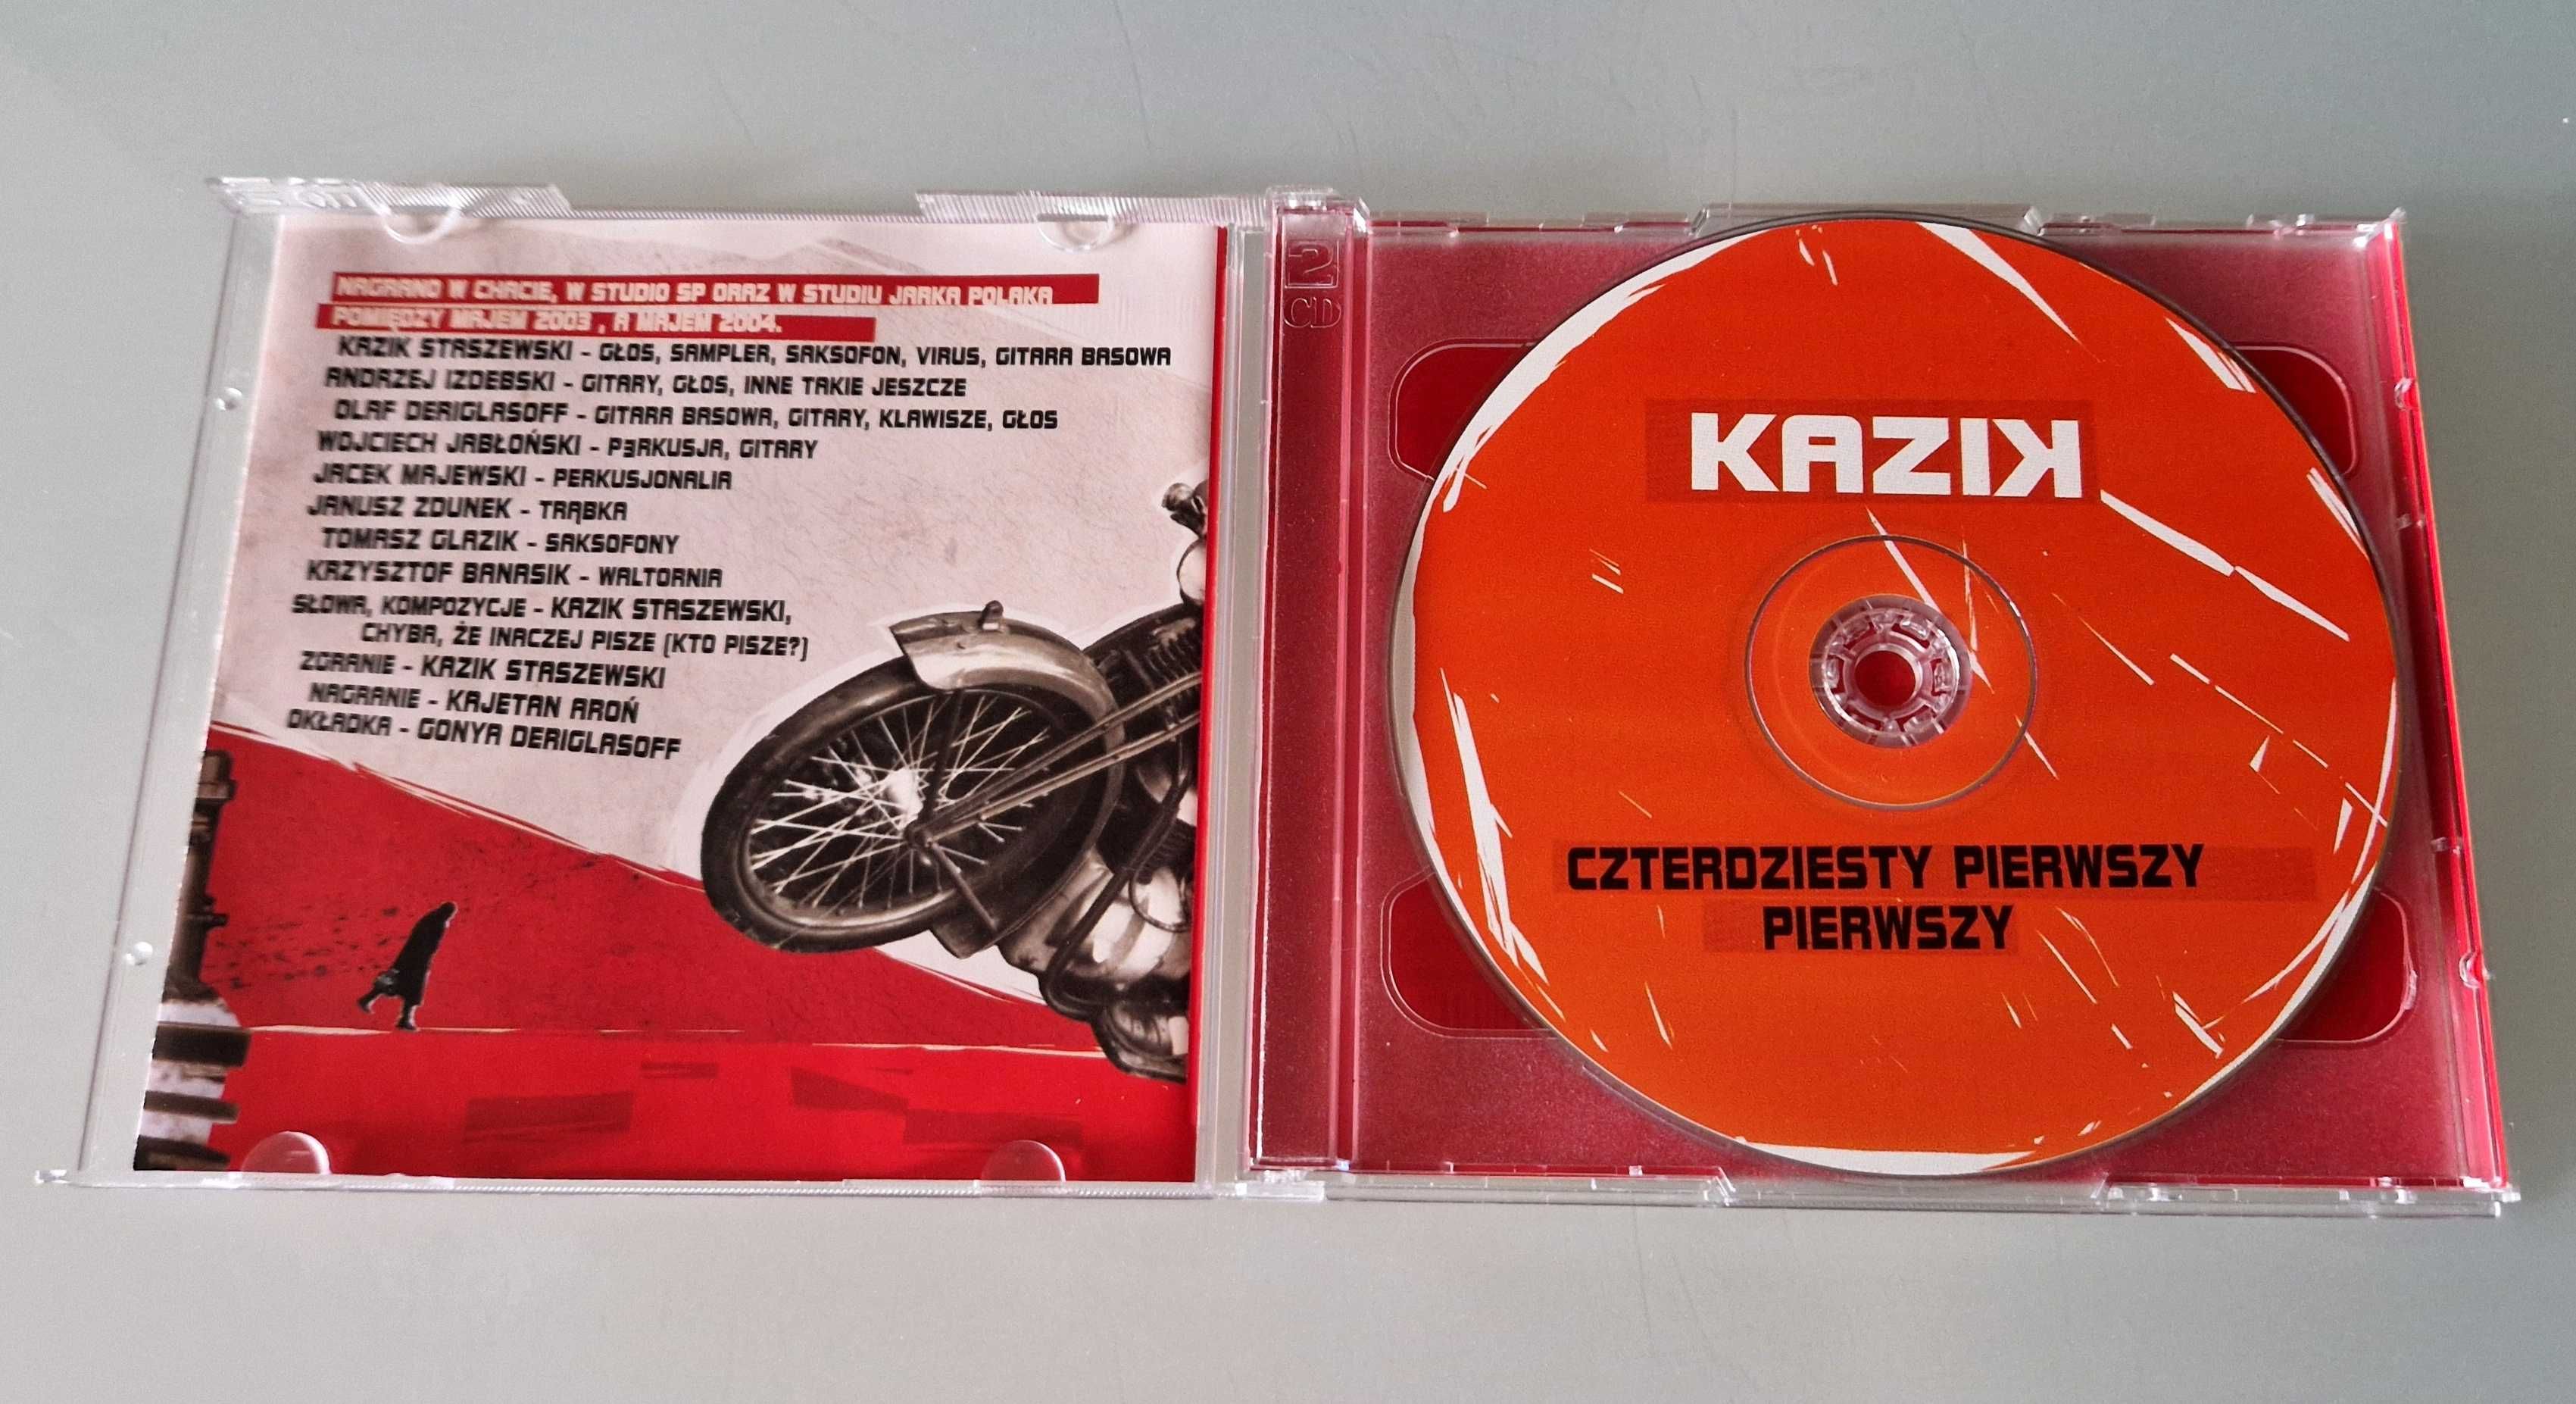 NAGRANO W CHACIE, W STUDIO SP ORAZ W STUDIU JARKA POLAKA
POMIĘDZY MAJEM 2003 , A MAJEM 2004.
KAZIK STASZEWSKI - GŁOS, SAMPLER, SAKSOFON, VIRUS, GITARA BASOWA
ANDRZEJ IZDEBSKI - GITARY, GŁOS, INNE TAKIE JESZCZE
OLAF DERIGLASOFF - GITARA BASOWA, GITARY, KLAWISZE, GŁOS
WOJCIECH JABŁOŃSKI - P3RKUSJA, GITARY
JACEK MAJEWSKI - PERKUSJONALIA
JANUSZ ZDUNEK - TRĄBKA
TOMASZ GLAZIK - SAKSOFONY
KRZYSZTOF BANASIK - WALTORNIA
SŁOWA, KOMPOZYCJE - KAZIK STASZEWSKI,
CHYBA, ŻE INACZEJ PISZE (KTO PISZE?)
ZGRANIE - KAZIK STASZEWSKI
NAGRANIE - KAJETAN AROŃ
OKŁADKA - GONYA DERIGLASOFF
2
CD
KAZIK
CZTERDZIESTY PIERWSZY
PIERWSZY